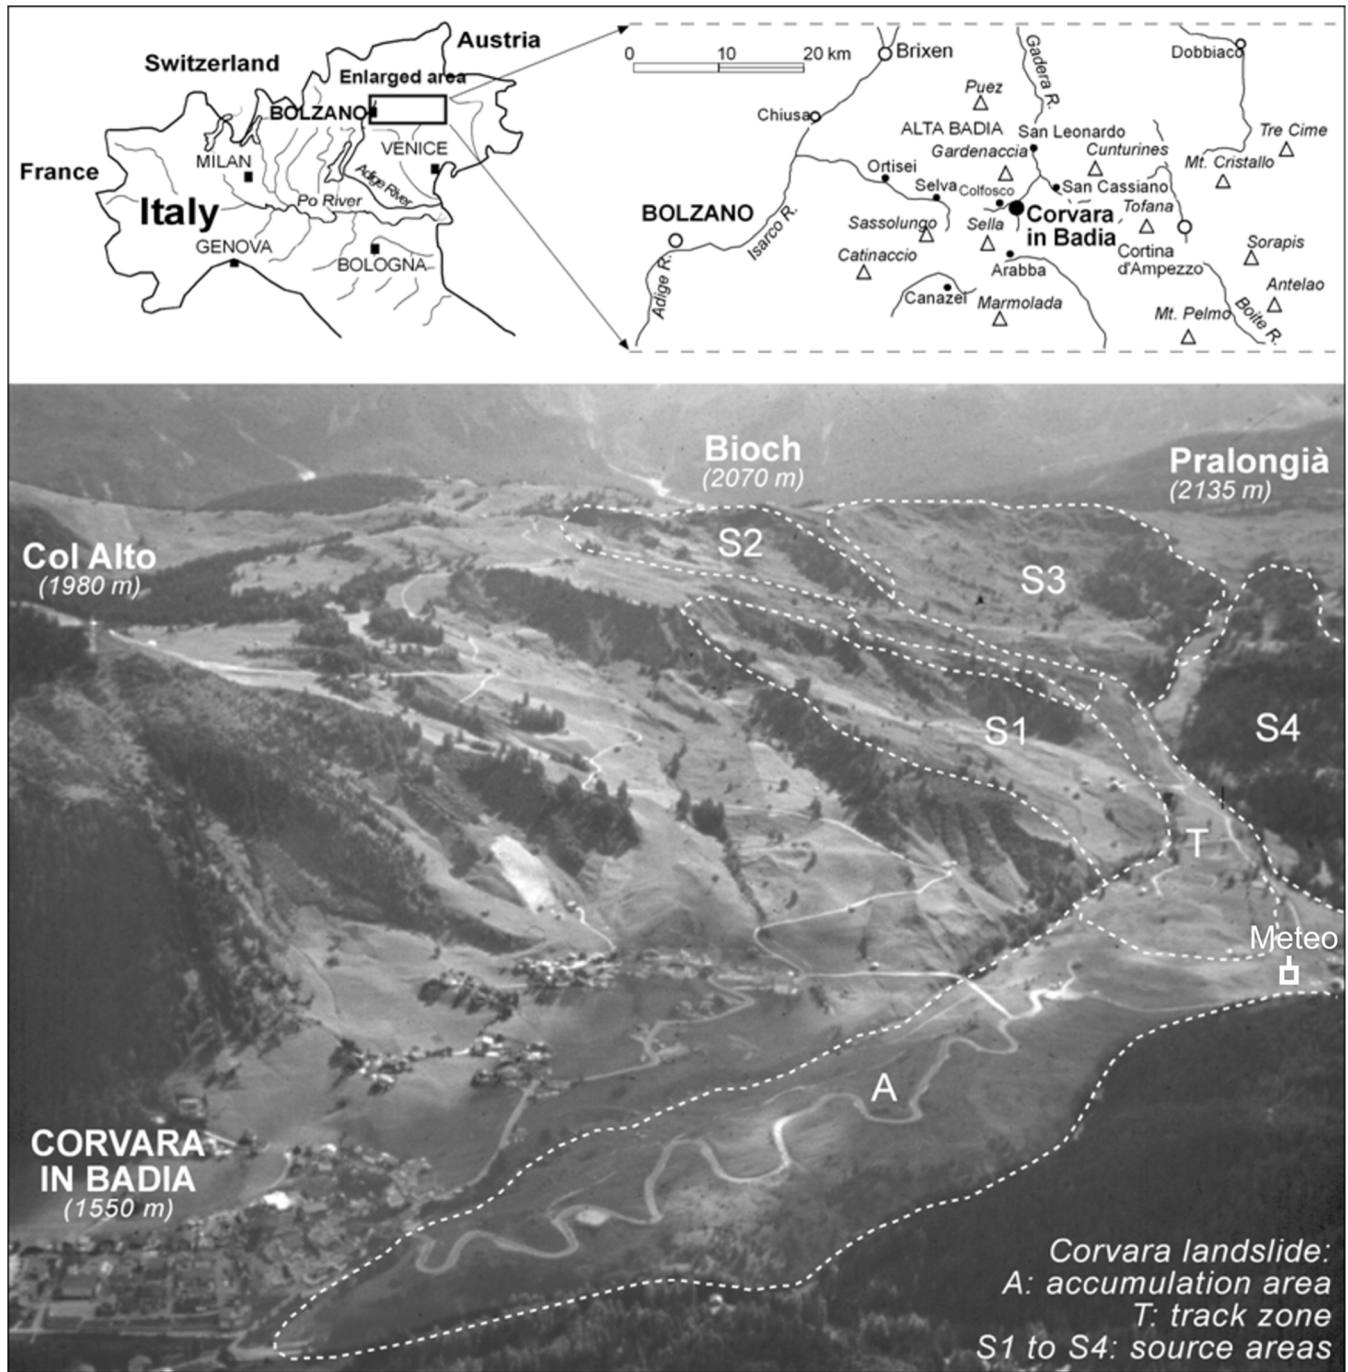 Austria
Switzerland
Enlarged area
BOLZANO
MILAN
VENICE
France
Adige River
Po River
Italy
GENOVA
BOLOGNA
0 10 20 km
Brixen
Gadera R.
Dobbiaco
Puez
Chiusa
ALTA BADIA
San Leonardo
Tre Cime
Gardenaccia
Cunturines
Mt. Cristallo
Ortisei
Selva
Colfosco
San Cassiano
BOLZANO
Corvara
in Badia
Tofana
Sassolungo
Sella
Isarco R.
Catinaccio
Arabba
Cortina
d'Ampezzo
Sorapis
Adige R.
Canazei
Marmolada
Antelao
Mt. Pelmo
Boite R.
Bioch
(2070 m)
Pralongià
(2135 m)
Col Alto
(1980 m)
S2
S3
S1
S4
T
Meteo
A
CORVARA
IN BADIA
(1550 m)
Corvara landslide:
A: accumulation area
T: track zone
S1 to S4: source areas